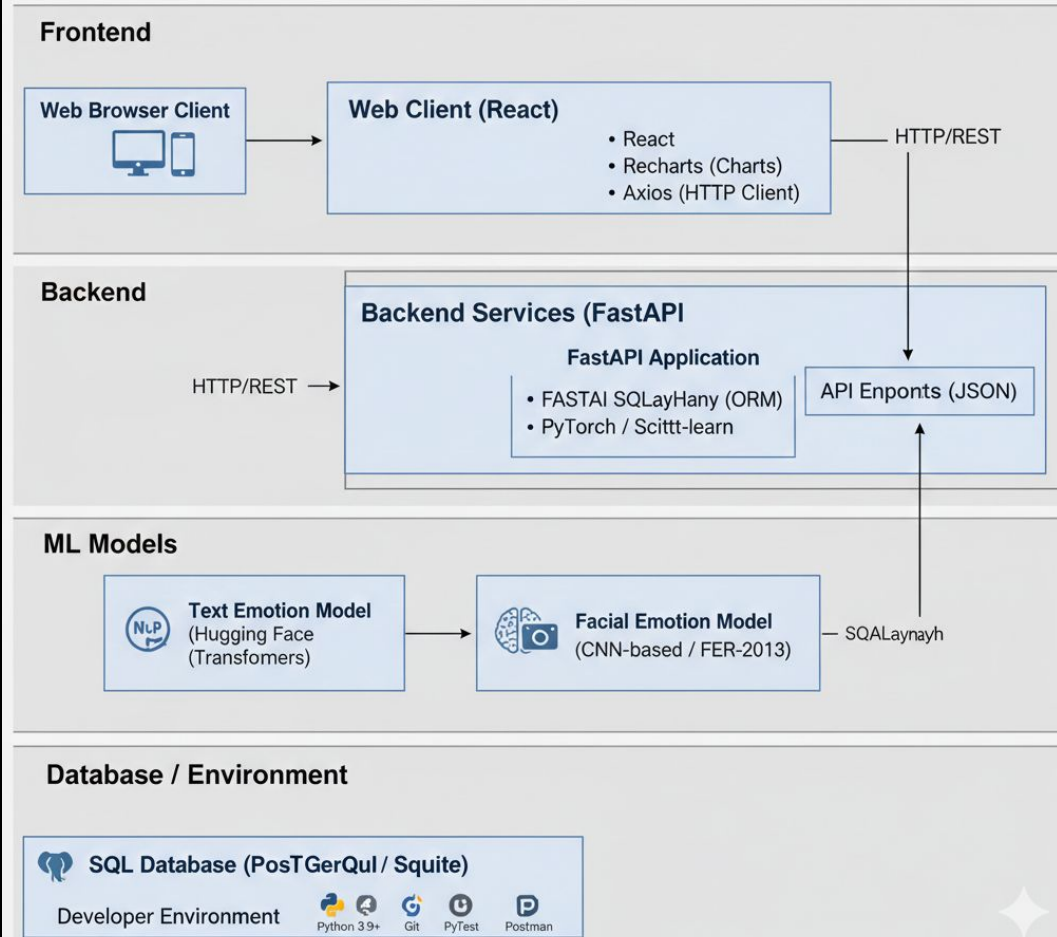 Frontend
Web Browser Client
Web Client (React)
• React
• Recharts (Charts)
• Axios (HTTP Client)
HTTP/REST
Backend
Backend Services (FastAPI
FastAPI Application
• FASTAI SQLayHany (ORM)
• PyTorch / Scittt-learn
HTTP/REST
API Enponts (JSON)
ML Models
NLP
Text Emotion Model
(Hugging Face
(Transfomers)
Facial Emotion Model
(CNN-based / FER-2013)
SQALaynayh
Database / Environment
SQL Database (PosTGerQuI / Squite)
Developer Environment
Python 3.9+
Git
PyTest
Postman